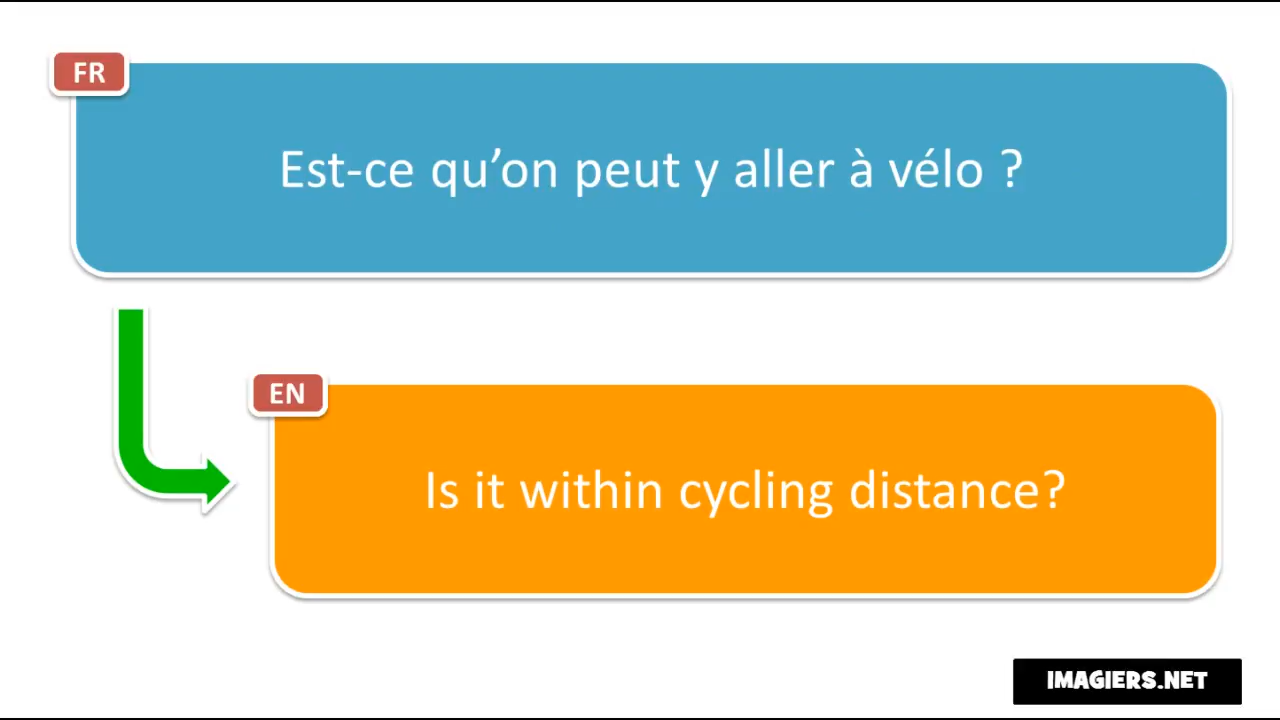 FR
Est-ce qu’on peut y aller à vélo ?
EN
Is it within cycling distance?
IMAGIERS.NET